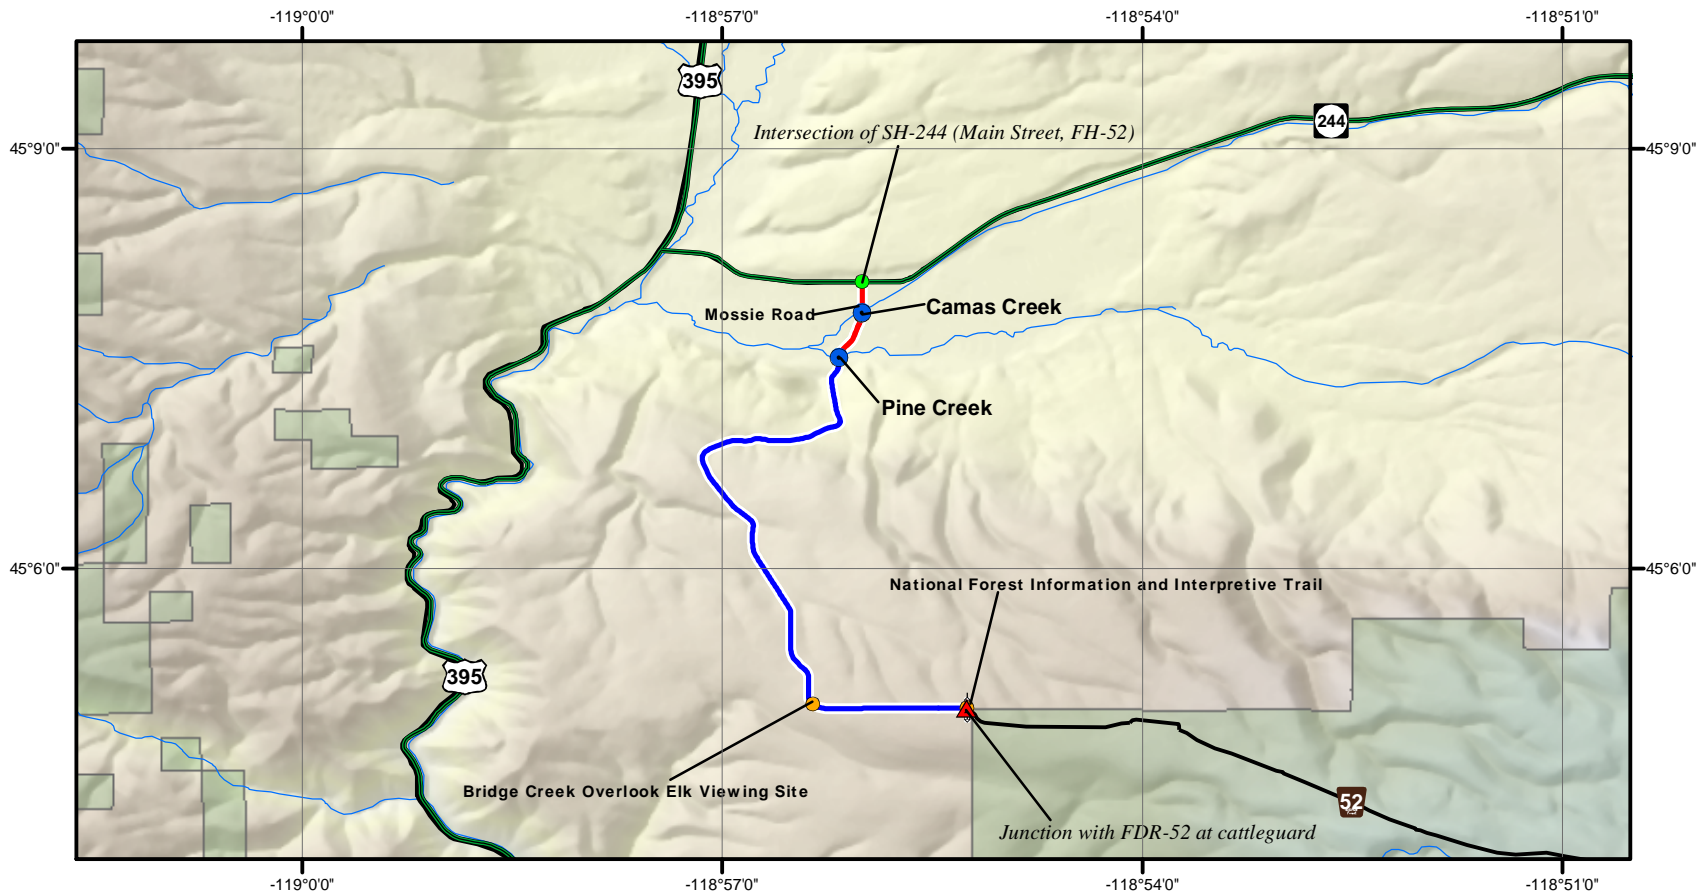 -119°0'0"
-118°57'0"
-118°54'0"
-118°51'0"
395
244
Intersection of SH-244 (Main Street, FH-52)
45°9'0"
45°9'0"
Mossie Road
Camas Creek
Pine Creek
45°6'0"
45°6'0"
National Forest Information and Interpretive Trail
395
Bridge Creek Overlook Elk Viewing Site
52
Junction with FDR-52 at cattleguard
-119°0'0"
-118°57'0"
-118°54'0"
-118°51'0"